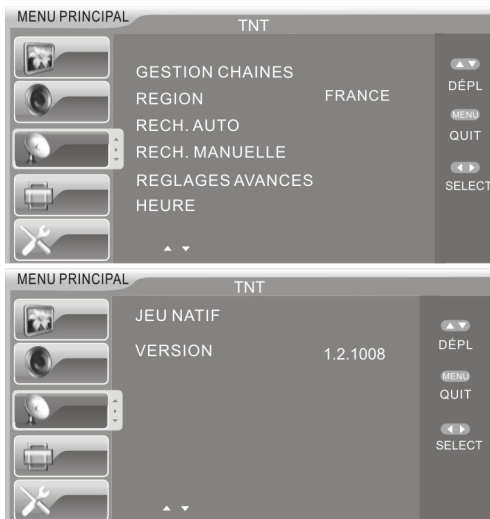 MENU PRINCIPAL
TNT
GESTION CHAINES
REGION FRANCE
RECH. AUTO
RECH. MANUELLE
REGLAGES AVANCES
HEURE
DÉPL
MENU
QUIT
SELECT
MENU PRINCIPAL
TNT
JEU NATIF
VERSION 1.2.1008
DÉPL
MENU
QUIT
SELECT